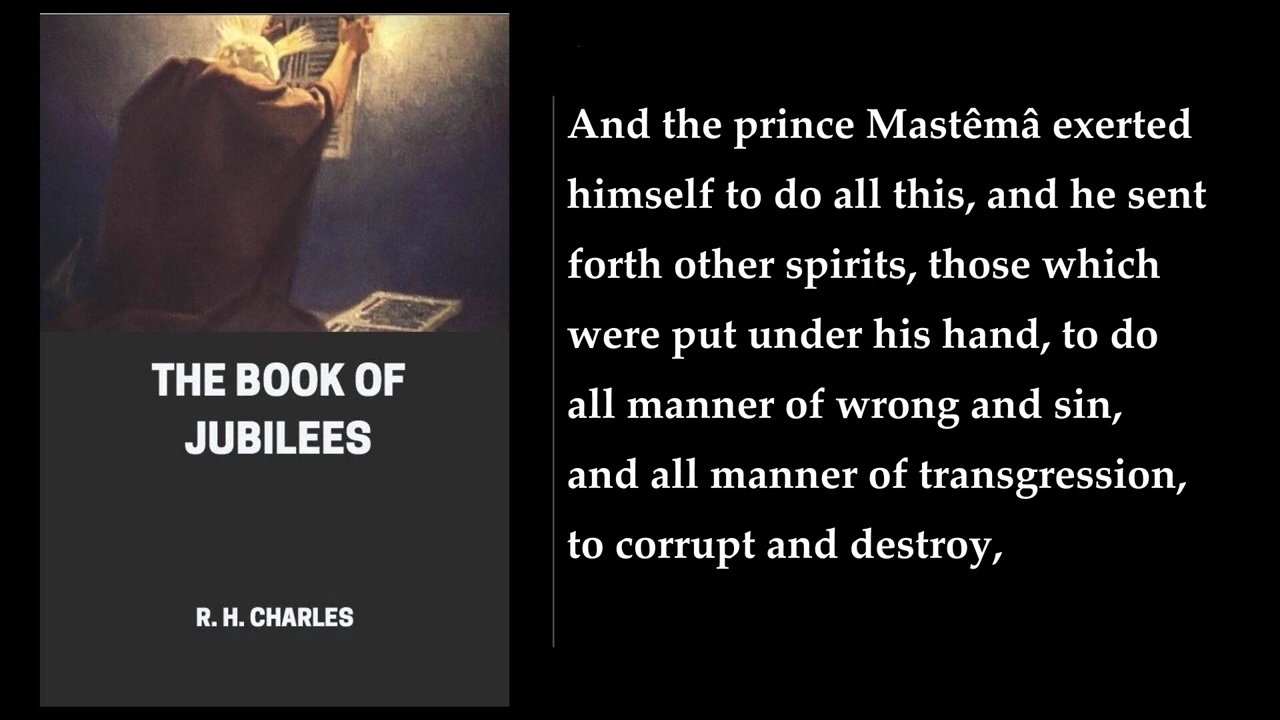 THE BOOK OF
JUBILEES
R. H. CHARLES
And the prince Mastêmâ exerted
himself to do all this, and he sent
forth other spirits, those which
were put under his hand, to do
all manner of wrong and sin,
and all manner of transgression,
to corrupt and destroy,